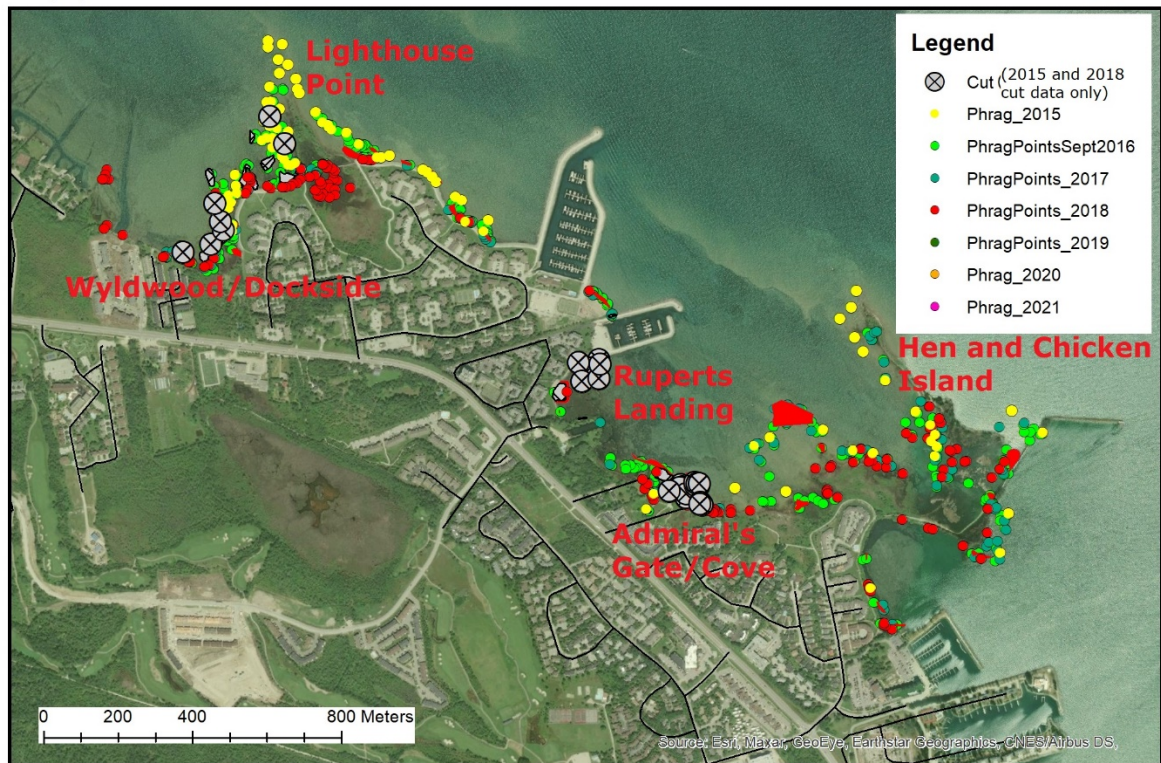 Lighthouse
Point
Legend
Cut (2015 and 2018
cut data only)
Phrag_2015
PhragPointsSept2016
PhragPoints_2017
PhragPoints_2018
PhragPoints_2019
Phrag_2020
Phrag_2021
Wyldwood/Dockside
Hen and Chicken
Island
Ruperts
Landing
Admiral's
Gate/Cove
0 200 400 800 Meters
Source: Esri, Maxar, GeoEye, Earthstar Geographics, CNES/Airbus DS,